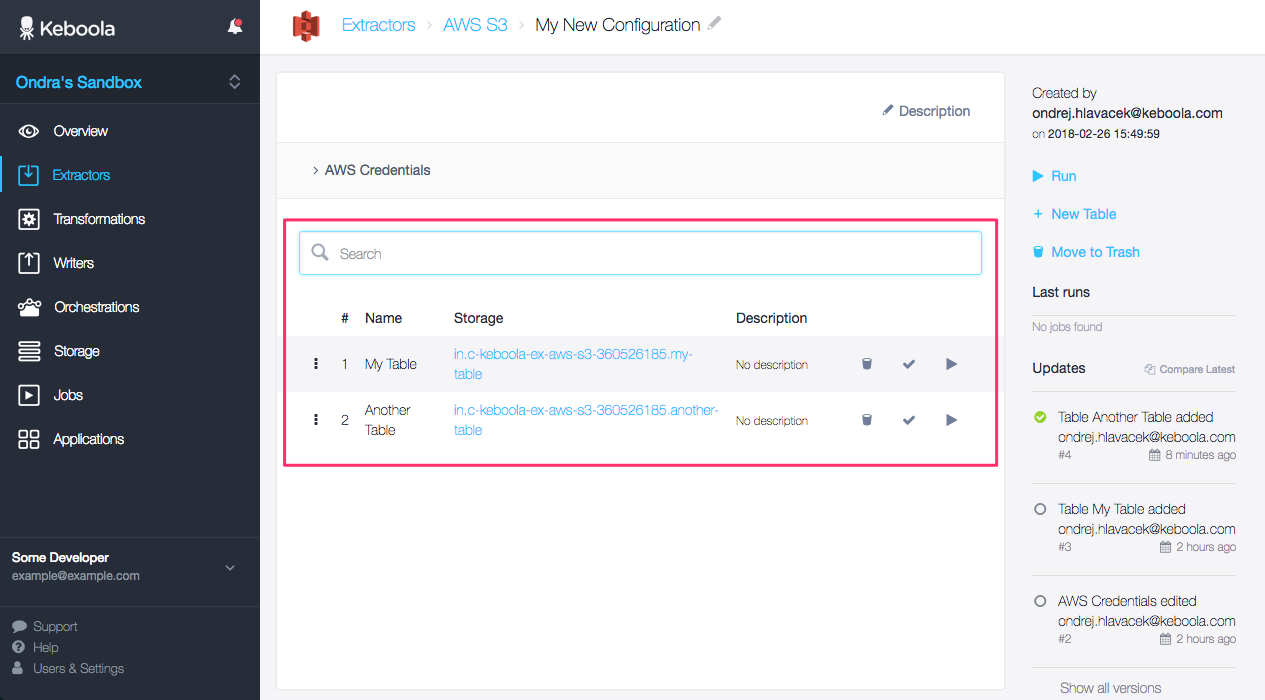 Keboola
Ondra's Sandbox
Overview
Extractors
Transformations
Writers
Orchestrations
Storage
Jobs
Applications
Some Developer
example@example.com
Support
Help
Users & Settings
Extractors > AWS S3 > My New Configuration
Description
> AWS Credentials
Search
# Name Storage Description
1 My Table in.c-keboola-ex-aws-s3-360526185.my-
table No description
2 Another
Table in.c-keboola-ex-aws-s3-360526185.another-
table No description
Created by
ondrej.hlavacek@keboola.com
on 2018-02-26 15:49:59
Run
+ New Table
Move to Trash
Last runs
No jobs found
Updates Compare Latest
Table Another Table added
ondrej.hlavacek@keboola.com
#4 8 minutes ago
Table My Table added
ondrej.hlavacek@keboola.com
#3 2 hours ago
AWS Credentials edited
ondrej.hlavacek@keboola.com
#2 2 hours ago
Show all versions